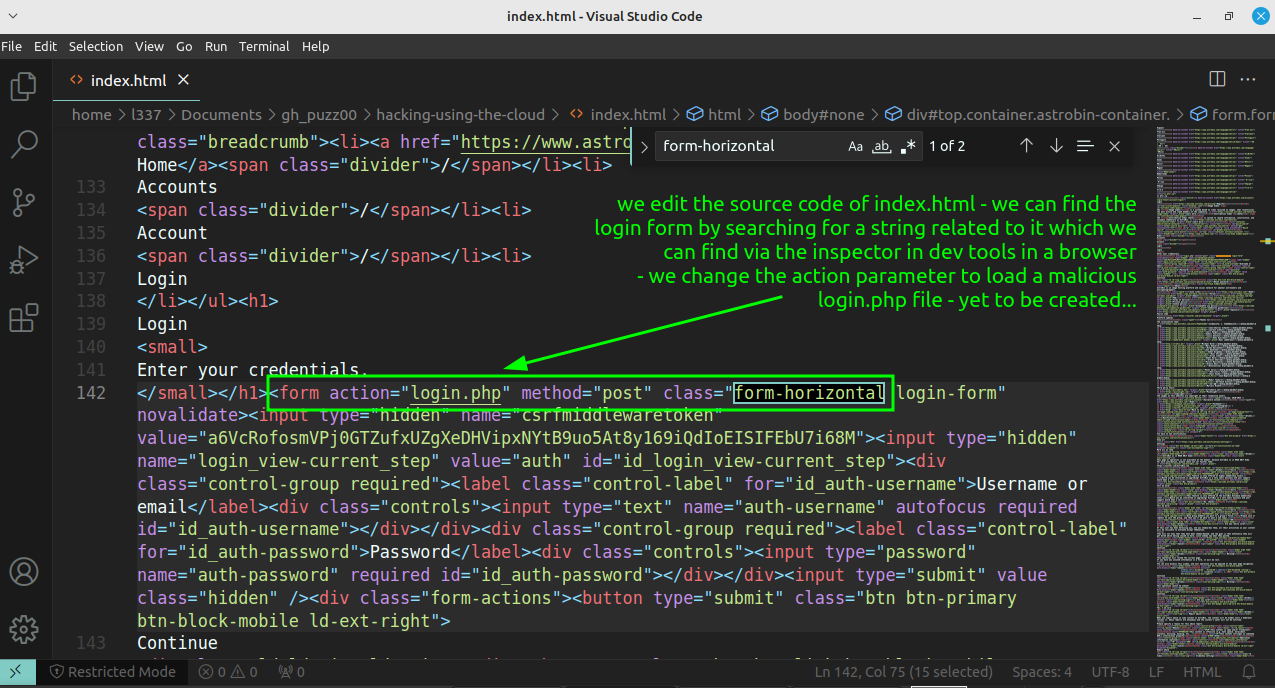 index.html - Visual Studio Code
File Edit Selection View Go Run Terminal Help
index.html
home > l337 > Documents > gh_puzz00 > hacking-using-the-cloud > index.html > html > body#none > div#top.container.astrobin-container. > form.for
class="breadcrumb"><li><a href="https://www.astro
form-horizontal Aa ab .* 1 of 2
Home</a><span class="divider">/</span></li><li>
133 Accounts
134 <span class="divider">/</span></li><li>
135 Account
136 <span class="divider">/</span></li><li>
137 Login
138 </li></ul><h1>
139 Login
140 <small>
141 Enter your credentials.
we edit the source code of index.html - we can find the
login form by searching for a string related to it which we
can find via the inspector in dev tools in a browser
- we change the action parameter to load a malicious
login.php file - yet to be created...
142 </small></h1><form action="login.php" method="post" class="form-horizontal login-form"
novalidate><input type="hidden" name="csrfmiddlewaretoken"
value="a6VcRofosmVPj0GTZufxUZgXeDHVipxNYtB9uo5At8y169iQdIoEISIFEbU7i68M"><input type="hidden"
name="login_view-current_step" value="auth" id="id_login_view-current_step"><div
class="control-group required"><label class="control-label" for="id_auth-username">Username or
email</label><div class="controls"><input type="text" name="auth-username" autofocus required
id="id_auth-username"></div></div><div class="control-group required"><label class="control-label"
for="id_auth-password">Password</label><div class="controls"><input type="password"
name="auth-password" required id="id_auth-password"></div></div><input type="submit" value
class="hidden" /><div class="form-actions"><button type="submit" class="btn btn-primary
btn-block-mobile ld-ext-right">
143 Continue
Restricted Mode 0 0 0 Ln 142, Col 75 (15 selected) Spaces: 4 UTF-8 LF HTML